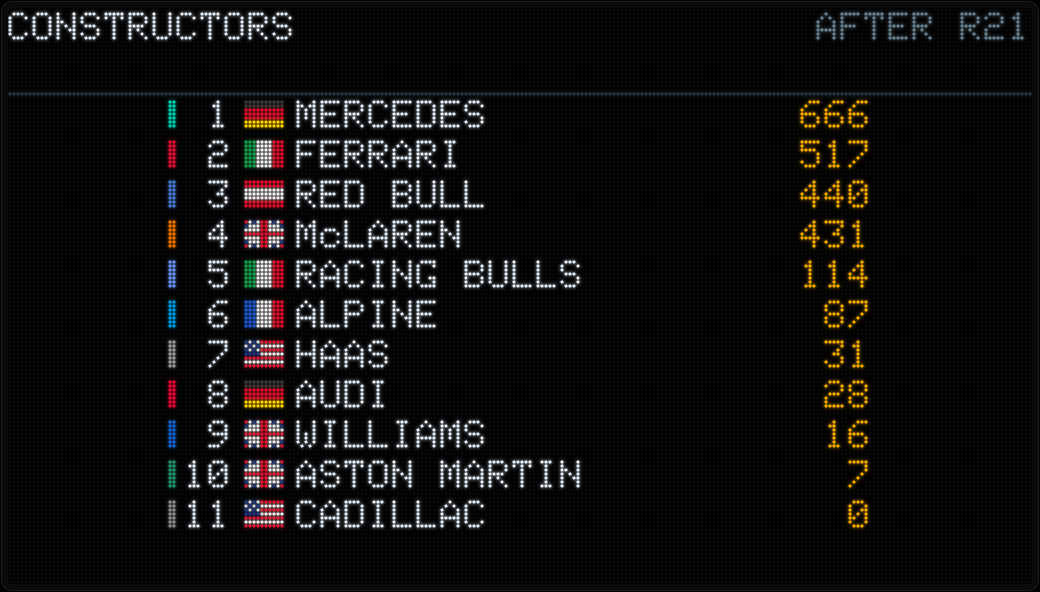 CONSTRUCTORS AFTER R21
1 MERCEDES 666
2 FERRARI 517
3 RED BULL 440
4 McLAREN 431
5 RACING BULLS 114
6 ALPINE 87
7 HAAS 31
8 AUDI 28
9 WILLIAMS 16
10 ASTON MARTIN 7
11 CADILLAC 0